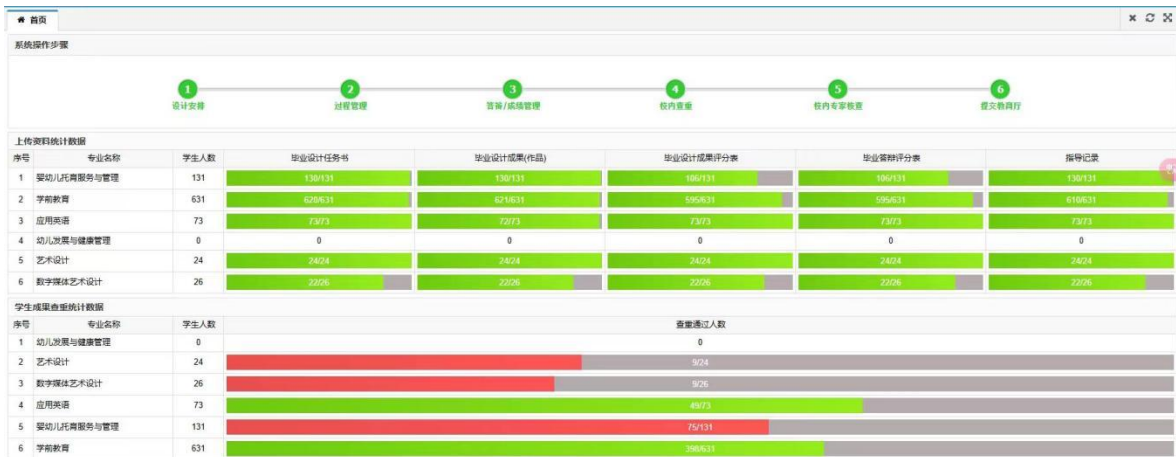 首页
系统操作步骤
1 2 3 4 5 6
设计安排 过程管理 答辩/成绩管理 校内查重 校内专家核查 提交教育厅
上传资料统计数据
序号 专业名称 学生人数 毕业设计任务书 毕业设计成果(作品) 毕业设计成果评分表 毕业答辩评分表 指导记录
1 婴幼儿托育服务与管理 131 130/131 130/131 106/131 106/131 130/131
2 学前教育 631 620/631 621/631 595/631 595/631 610/631
3 应用英语 73 73/73 72/73 73/73 73/73 73/73
4 幼儿发展与健康管理 0 0 0 0 0 0
5 艺术设计 24 24/24 24/24 24/24 24/24 24/24
6 数字媒体艺术设计 26 22/26 22/26 22/26 22/26 22/26
学生成果查重统计数据
序号 专业名称 学生人数 查重通过人数
1 幼儿发展与健康管理 0 0
2 艺术设计 24 9/24
3 数字媒体艺术设计 26 9/26
4 应用英语 73 49/73
5 婴幼儿托育服务与管理 131 75/131
6 学前教育 631 398/631